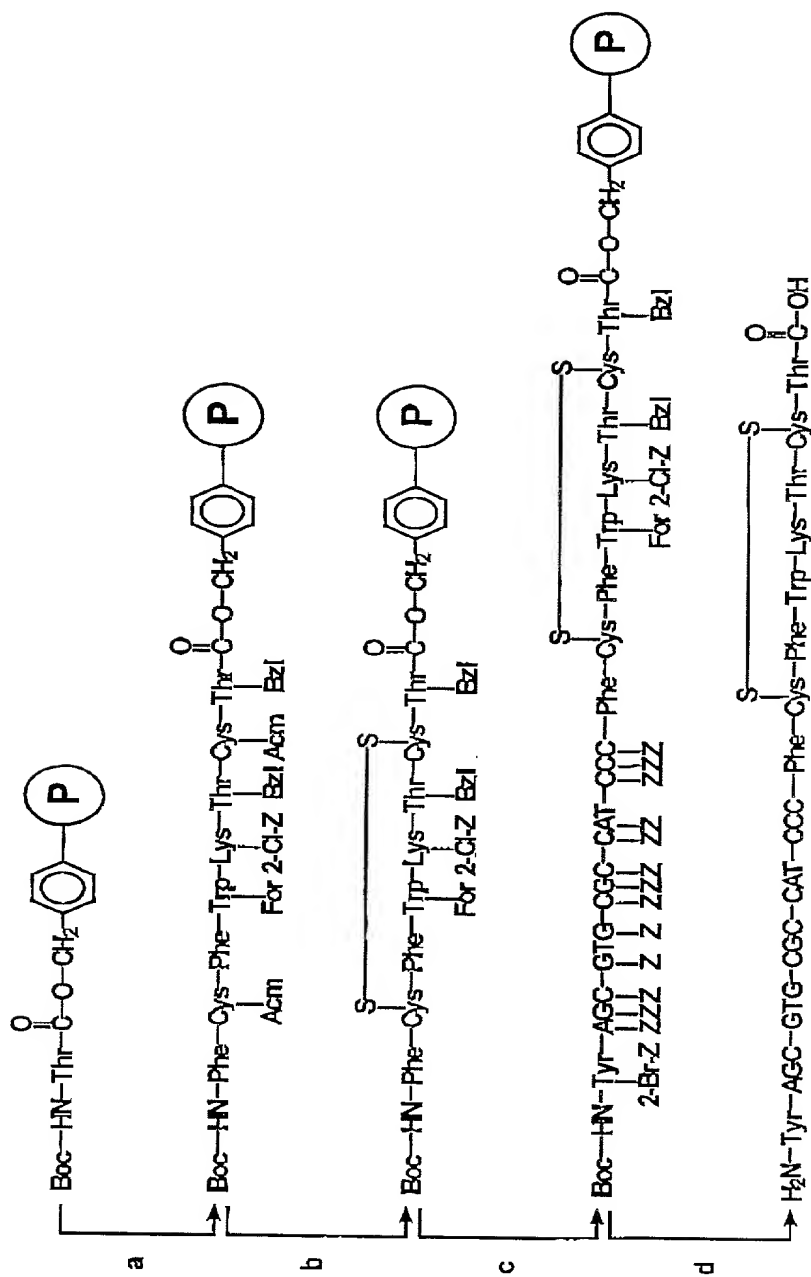 O
Boc—HN—Thr—C—O—CH₂ P
a
O
Boc—HN—Phe—Cys—Phe—Trp—Lys—Thr—Cys—Thr—C—O—CH₂ P
Acm For 2-Cl-Z Bzl Acm Bzl
b
S S O
Boc—HN—Phe—Cys—Phe—Trp—Lys—Thr—Cys—Thr—C—O—CH₂ P
For 2-Cl-Z Bzl Bzl
c
S S O
Boc—HN—Tyr—AGC—GTG—CGC—CAT—CCC—Phe—Cys—Phe—Trp—Lys—Thr—Cys—Thr—C—O—CH₂ P
2-Br-Z ZZZ Z Z ZZZ ZZ ZZZ For 2-Cl-Z Bzl Bzl
d
S S O
H₂N—Tyr—AGC—GTG—CGC—CAT—CCC—Phe—Cys—Phe—Trp—Lys—Thr—Cys—Thr—C—OH